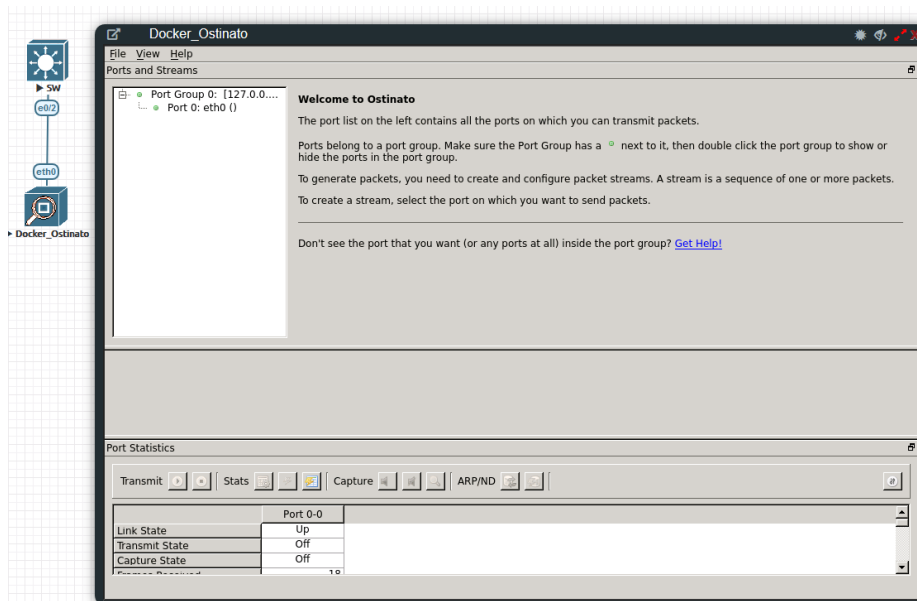 Docker_Ostinato
SW
e0/2
eth0
Docker_Ostinato
File View Help
Ports and Streams
Port Group 0: [127.0.0....
Port 0: eth0 ()
Welcome to Ostinato
The port list on the left contains all the ports on which you can transmit packets.
Ports belong to a port group. Make sure the Port Group has a next to it, then double click the port group to show or
hide the ports in the port group.
To generate packets, you need to create and configure packet streams. A stream is a sequence of one or more packets.
To create a stream, select the port on which you want to send packets.
Don't see the port that you want (or any ports at all) inside the port group? Get Help!
Port Statistics
Transmit Stats Capture ARP/ND
Port 0-0
Link State Up
Transmit State Off
Capture State Off
Frames Received 18